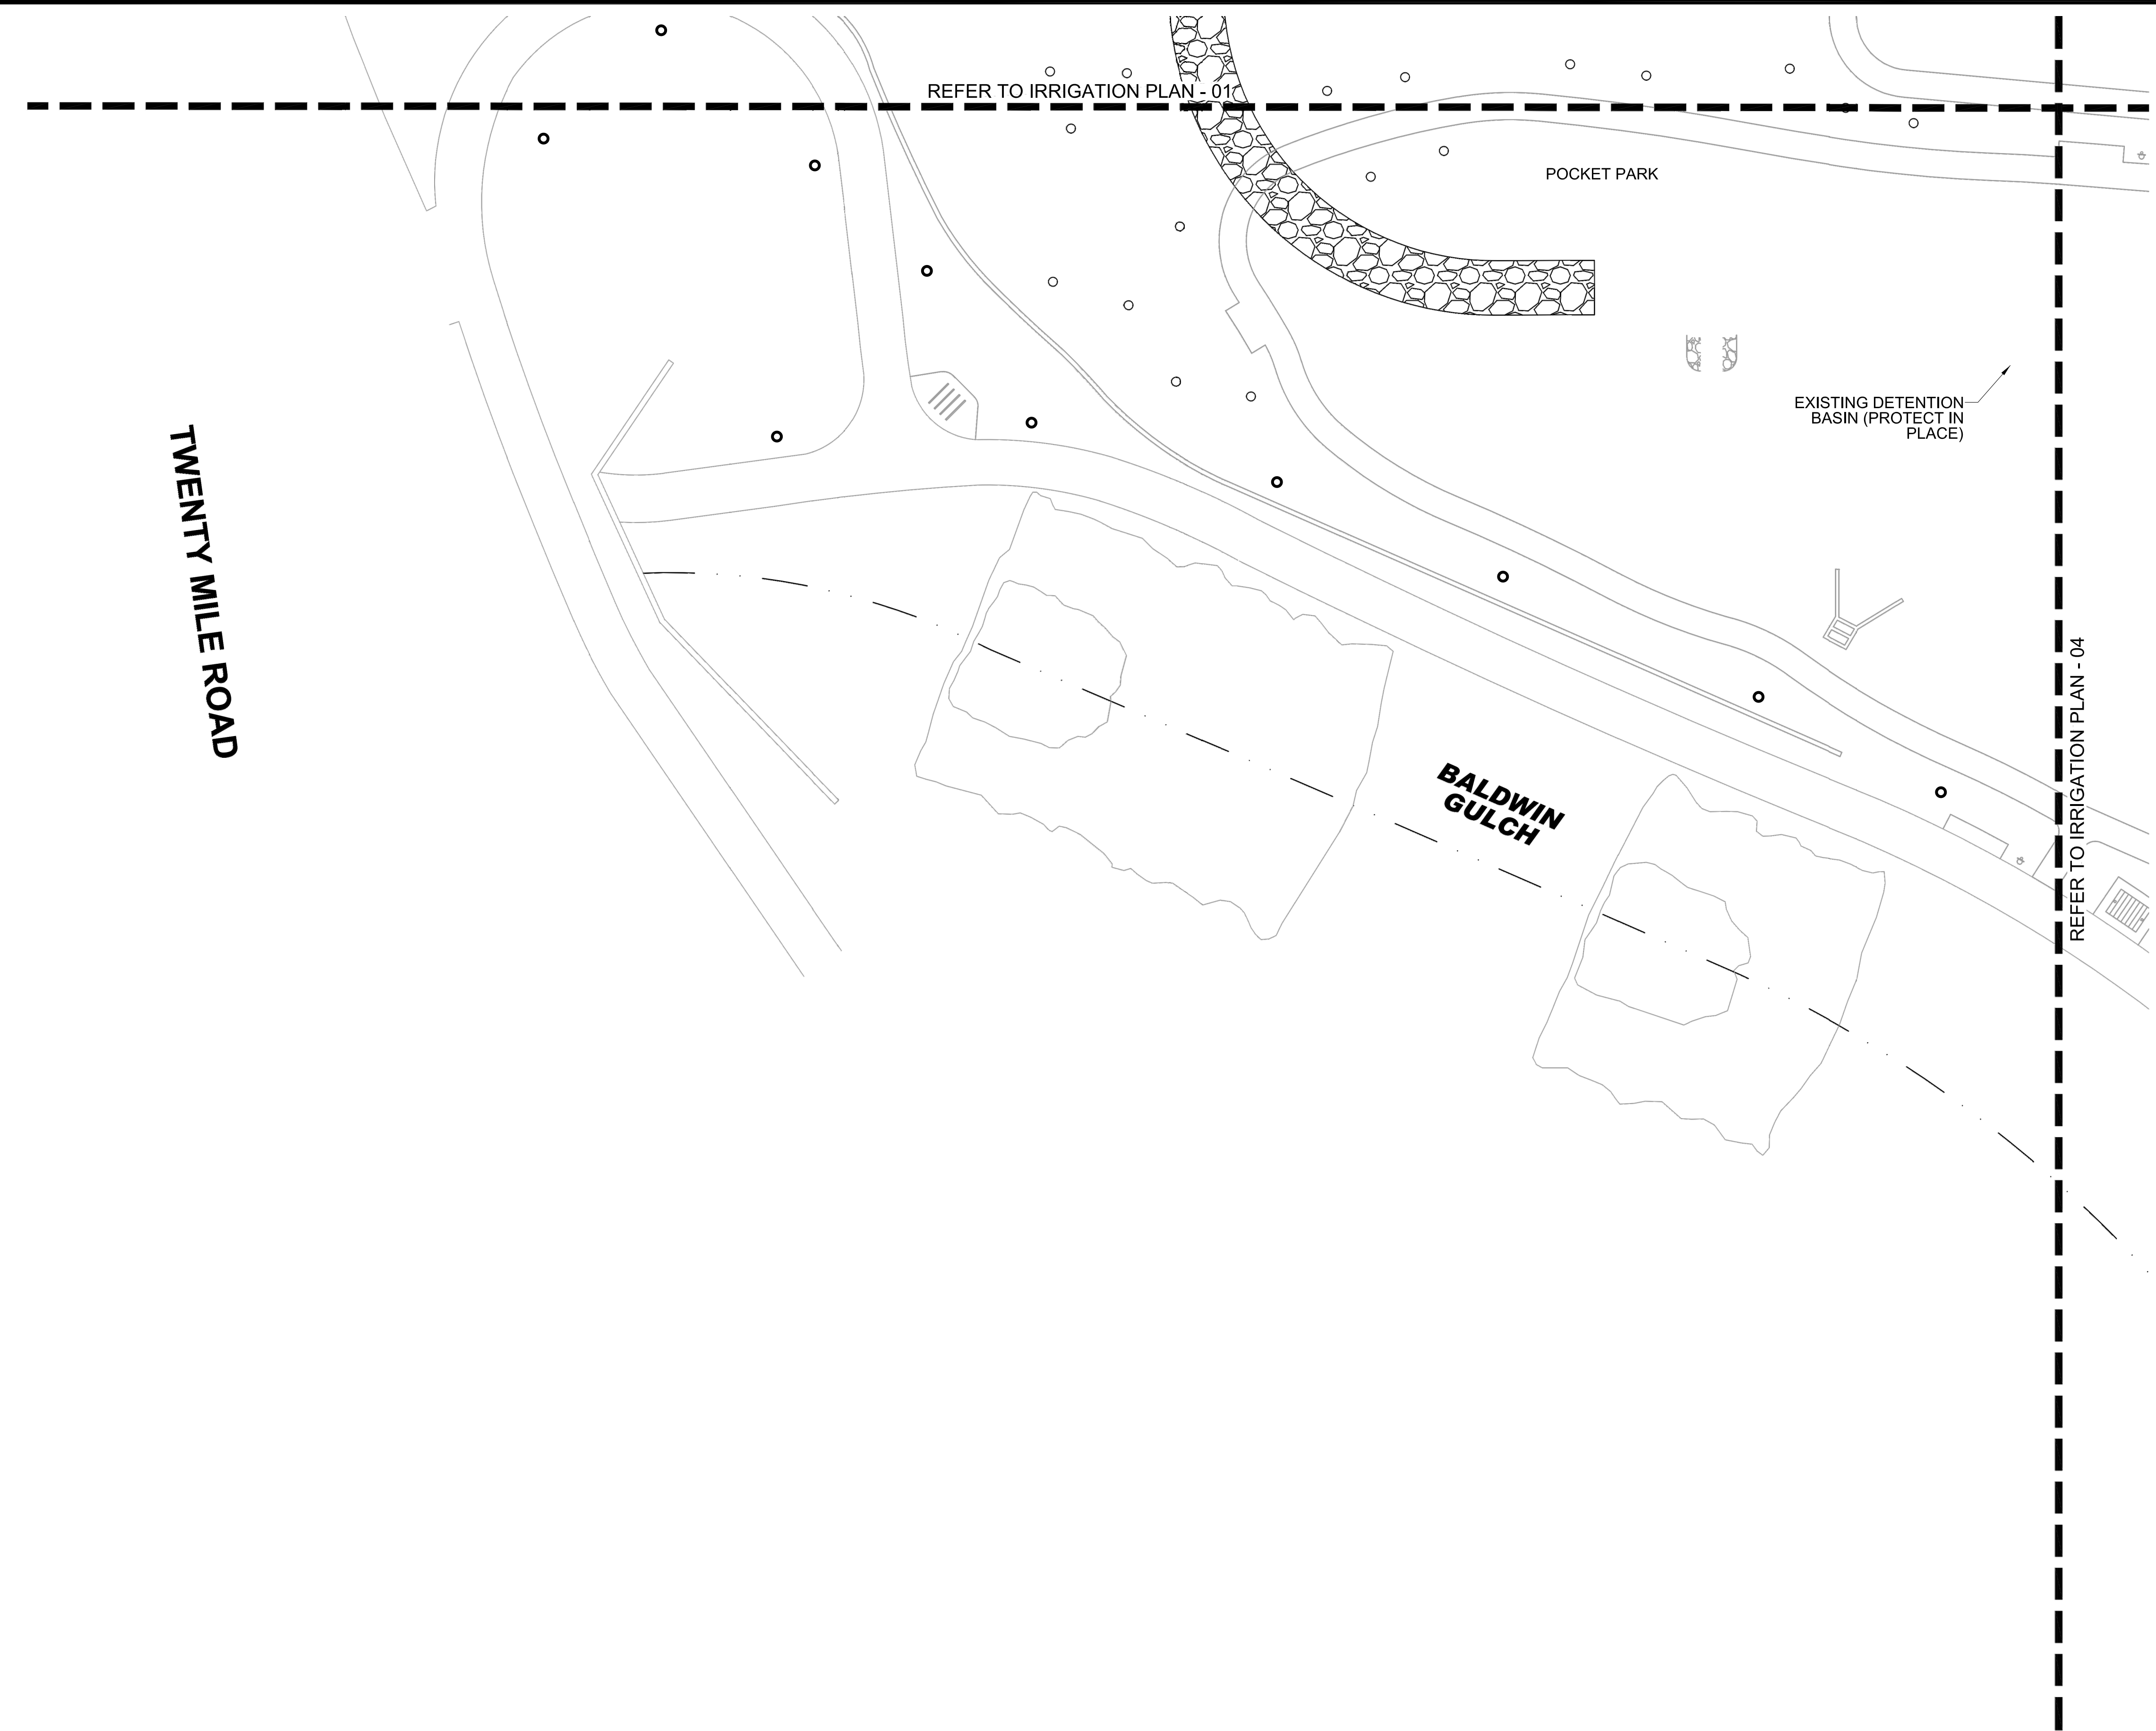 REFER TO IRRIGATION PLAN - 01
POCKET PARK
EXISTING DETENTION
BASIN (PROTECT IN
PLACE)
TWENTY MILE ROAD
REFER TO IRRIGATION PLAN - 04
BALDWIN
GULCH